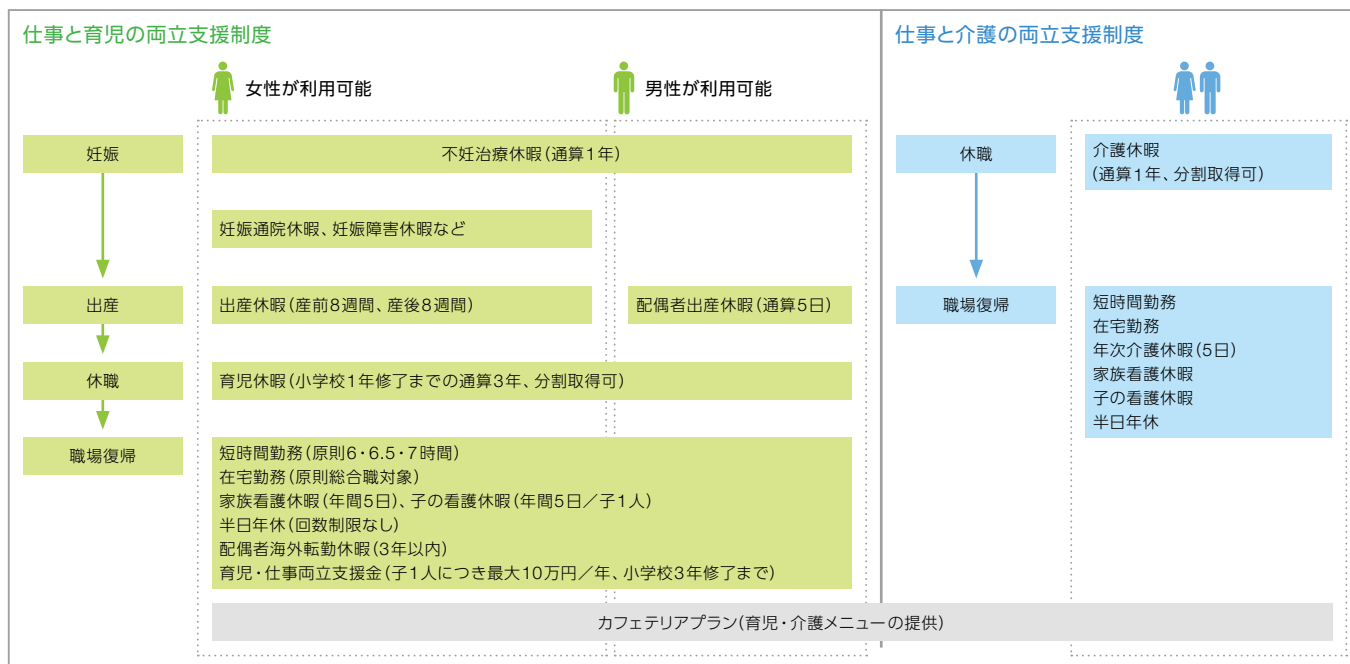 仕事と育児の両立支援制度
女性が利用可能
男性が利用可能
妊娠
不妊治療休暇(通算1年)
妊娠通院休暇、妊娠障害休暇など
出産
出産休暇(産前8週間、産後8週間)
配偶者出産休暇(通算5日)
休職
育児休暇(小学校1年修了までの通算3年、分割取得可)
職場復帰
短時間勤務(原則6・6.5・7時間)
在宅勤務(原則総合職対象)
家族看護休暇(年間5日)、子の看護休暇(年間5日/子1人)
半日年休(回数制限なし)
配偶者海外転勤休暇(3年以内)
育児・仕事両立支援金(子1人につき最大10万円/年、小学校3年修了まで)
仕事と介護の両立支援制度
休職
介護休暇
(通算1年、分割取得可)
職場復帰
短時間勤務
在宅勤務
年次介護休暇(5日)
家族看護休暇
子の看護休暇
半日年休
カフェテリアプラン(育児・介護メニューの提供)